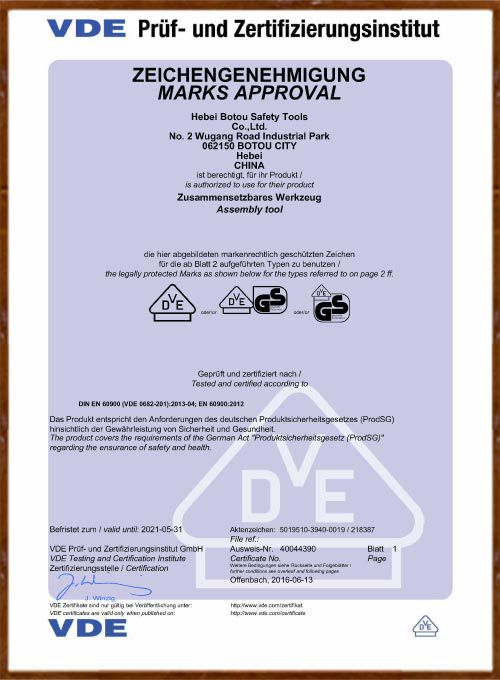 VDE Prüf- und Zertifizierungsinstitut
ZEICHENGENEHMIGUNG
MARKS APPROVAL
Hebei Botou Safety Tools
Co.,Ltd.
No. 2 Wugang Road Industrial Park
062150 BOTOU CITY
Hebei
CHINA
ist berechtigt, für ihr Produkt /
is authorized to use for their product
Zusammensetzbares Werkzeug
Assembly tool
die hier abgebildeten markenrechtlich geschützten Zeichen
für die ab Blatt 2 aufgeführten Typen zu benutzen /
the legally protected Marks as shown below for the types referred to on page 2 ff.
VDE oder/or VDE GS oder/or VDE GS
Geprüft und zertifiziert nach /
Tested and certified according to
DIN EN 60900 (VDE 0682-201):2013-04; EN 60900:2012
Das Produkt entspricht den Anforderungen des deutschen Produktsicherheitsgesetzes (ProdSG)
hinsichtlich der Gewährleistung von Sicherheit und Gesundheit.
The product covers the requirements of the German Act "Produktsicherheitsgesetz (ProdSG)"
regarding the ensurance of safety and health.
VDE
Befristet zum / valid until: 2021-05-31
Aktenzeichen: 5019510-3940-0019 / 218387
File ref.:
VDE Prüf- und Zertifizierungsinstitut GmbH
Ausweis-Nr. 40044390 Blatt 1
VDE Testing and Certification Institute
Certificate No. Page
Zertifizierungsstelle / Certification
Weitere Bedingungen siehe Rückseite und Folgeblätter /
further conditions see overleaf and following pages
Offenbach, 2016-06-13
J. Winzig
VDE Zertifikate sind nur gültig bei Veröffentlichung unter: http://www.vde.com/zertifikat
VDE certificates are valid only when published on: http://www.vde.com/certificate
VDE
VDE